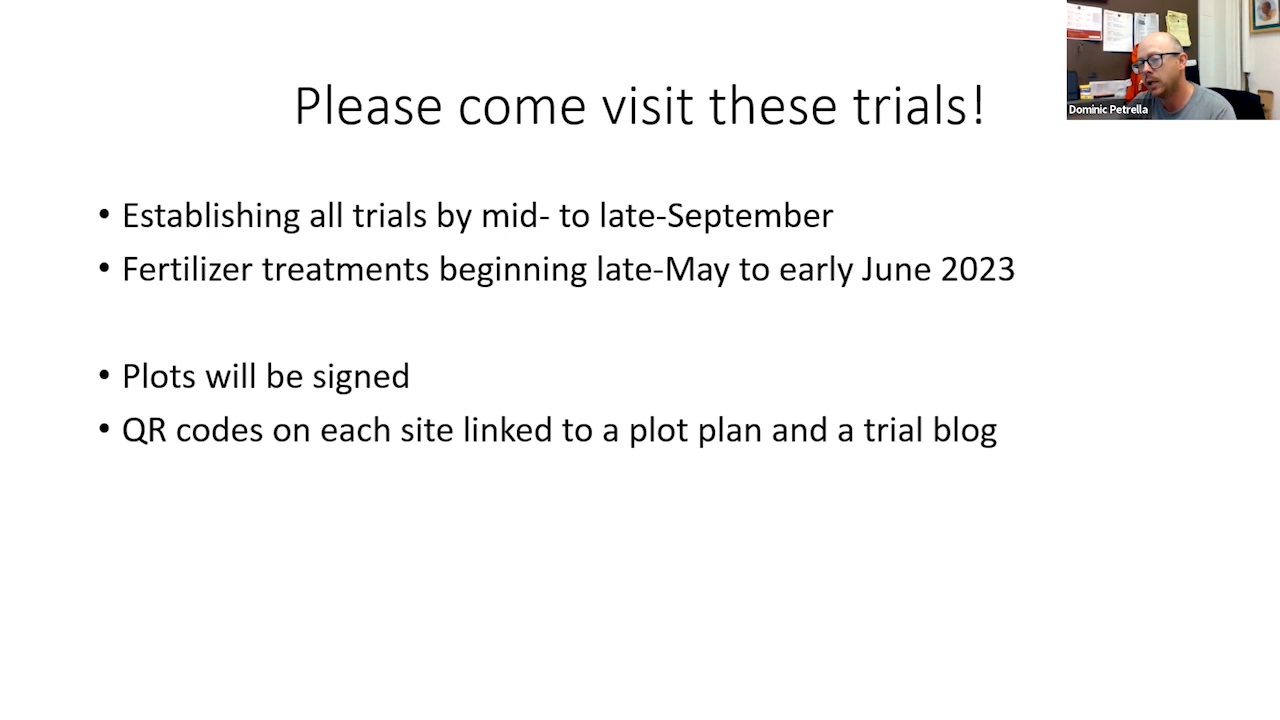 Please come visit these trials!
Dominic Petrella
• Establishing all trials by mid- to late-September
• Fertilizer treatments beginning late-May to early June 2023
• Plots will be signed
• QR codes on each site linked to a plot plan and a trial blog